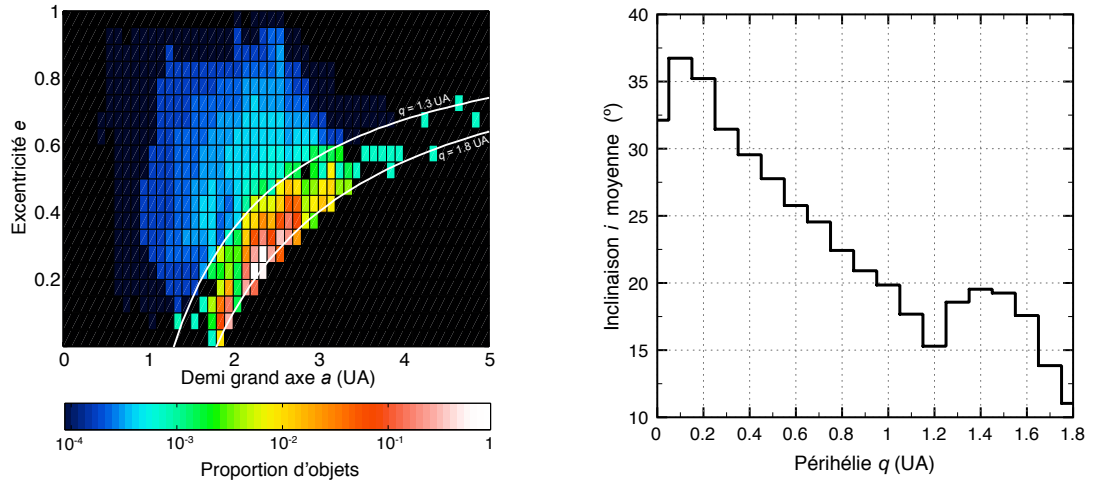 1
0.8
0.6
0.4
0.2
Excentricité e
q = 1.3 UA
q = 1.8 UA
0 1 2 3 4 5
Demi grand axe a (UA)
10⁻⁴ 10⁻³ 10⁻² 10⁻¹ 1
Proportion d'objets
40
35
30
25
20
15
10
Inclinaison i moyenne (º)
0 0.2 0.4 0.6 0.8 1 1.2 1.4 1.6 1.8
Périhélie q (UA)